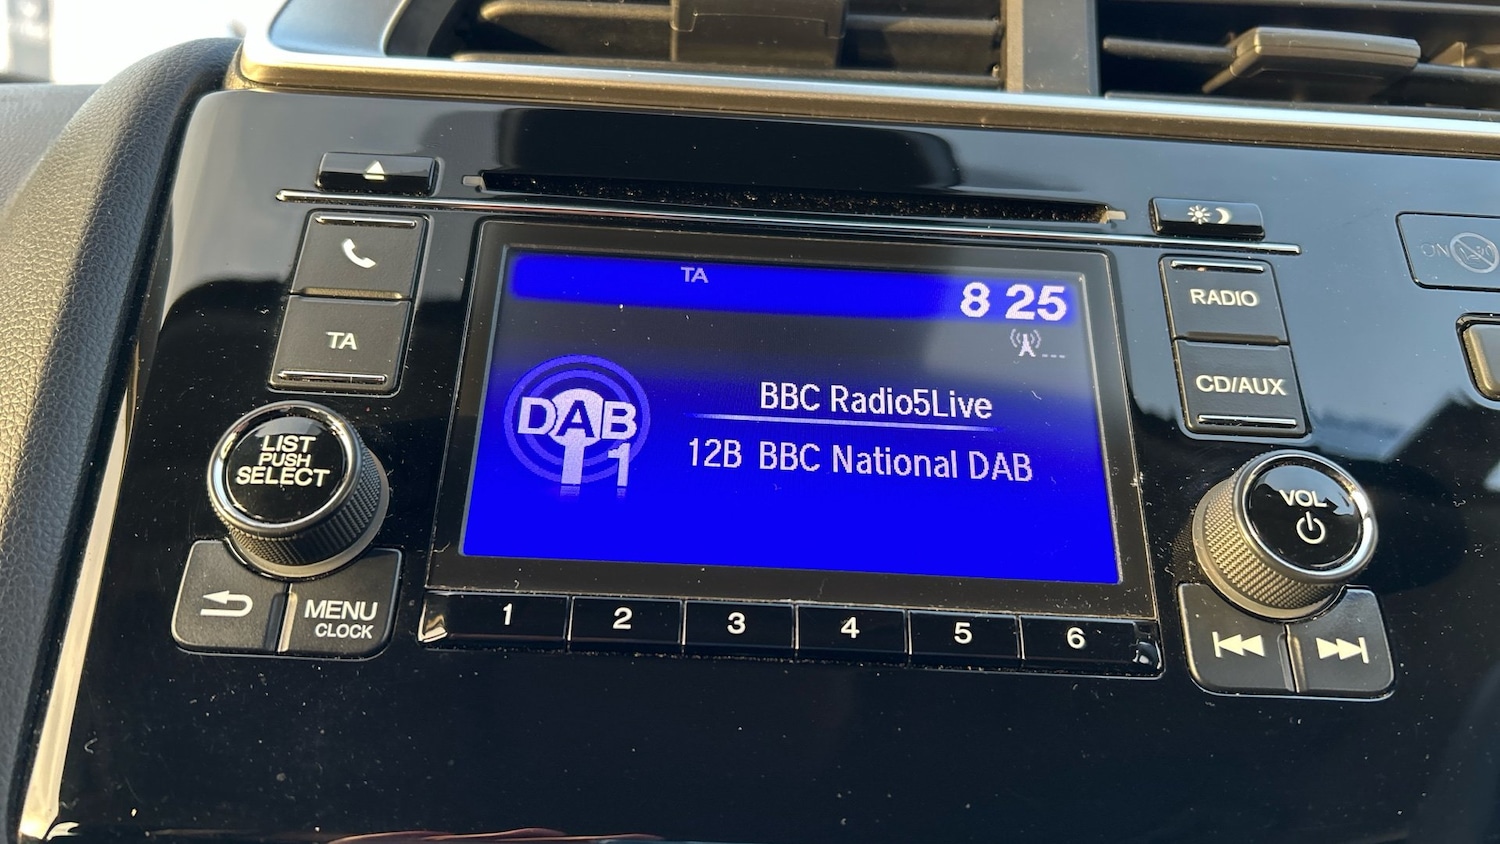 TA
8 25
DAB
1
BBC Radio5Live
12B BBC National DAB
TA
LIST
PUSH
SELECT
MENU
CLOCK
1 2 3 4 5 6
RADIO
CD/AUX
VOL
ON